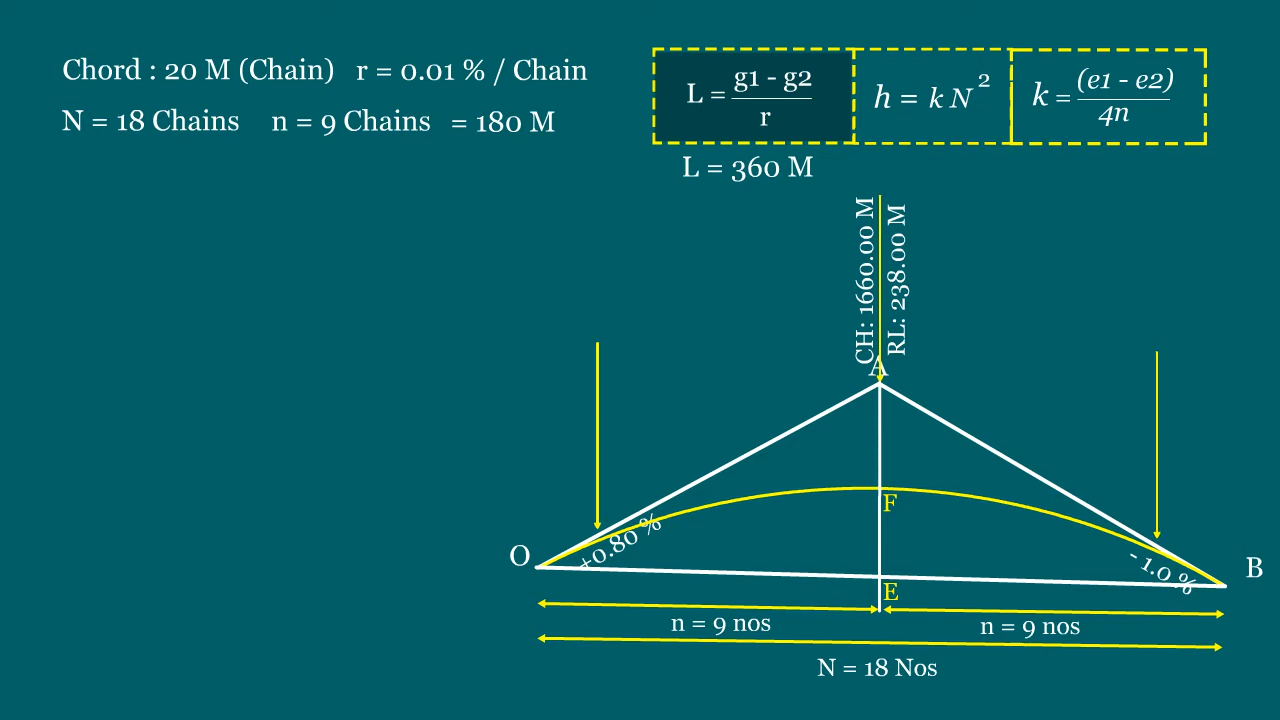 Chord : 20 M (Chain) r = 0.01 % / Chain
N = 18 Chains n = 9 Chains = 180 M
L = g1 - g2 / r
h = k N 2
k = (e1 - e2) / 4n
L = 360 M
CH: 1660.00 M
RL: 238.00 M
A
F
O
+0.80 %
- 1.0 %
B
E
n = 9 nos
n = 9 nos
N = 18 Nos